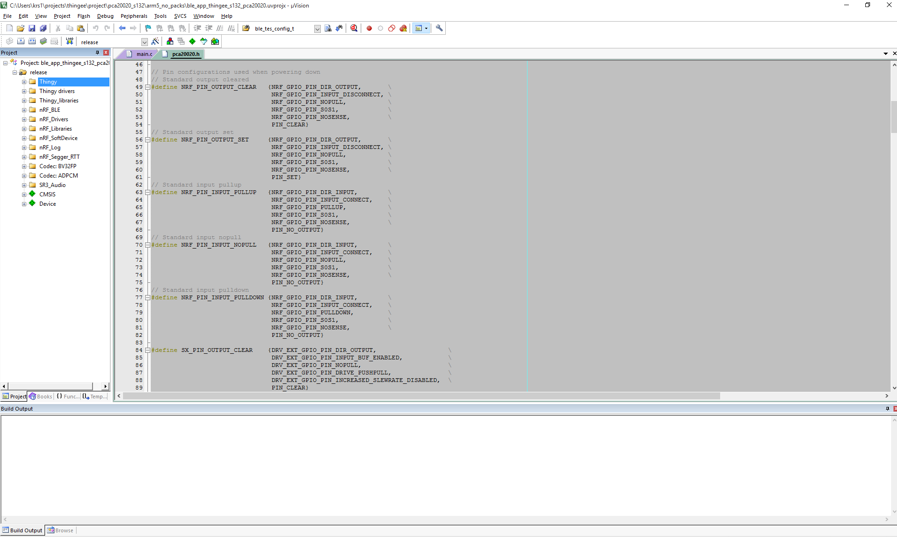 C:\Users\krs1\projects\thingee\project\pca20020_s132\arm5_no_packs\ble_app_thingee_s132_pca20020.uvprojx - µVision
File Edit View Project Flash Debug Peripherals Tools SVCS Window Help
ble_tes_config_t
release
Project
main.c pca20020.h
Project: ble_app_thingee_s132_pca20
release
Thingy
Thingy drivers
Thingy_libraries
nRF_BLE
nRF_Drivers
nRF_Libraries
nRF_SoftDevice
nRF_Log
nRF_Segger_RTT
Codec: BV32FP
Codec: ADPCM
SR3_Audio
CMSIS
Device
Project Books Func... Temp...
46
47 // Pin configurations used when powering down
48 // Standard output cleared
49 #define NRF_PIN_OUTPUT_CLEAR (NRF_GPIO_PIN_DIR_OUTPUT, \
50 NRF_GPIO_PIN_INPUT_DISCONNECT, \
51 NRF_GPIO_PIN_NOPULL, \
52 NRF_GPIO_PIN_S0S1, \
53 NRF_GPIO_PIN_NOSENSE, \
54 PIN_CLEAR)
55 // Standard output set
56 #define NRF_PIN_OUTPUT_SET (NRF_GPIO_PIN_DIR_OUTPUT, \
57 NRF_GPIO_PIN_INPUT_DISCONNECT, \
58 NRF_GPIO_PIN_NOPULL, \
59 NRF_GPIO_PIN_S0S1, \
60 NRF_GPIO_PIN_NOSENSE, \
61 PIN_SET)
62 // Standard input pullup
63 #define NRF_PIN_INPUT_PULLUP (NRF_GPIO_PIN_DIR_INPUT, \
64 NRF_GPIO_PIN_INPUT_CONNECT, \
65 NRF_GPIO_PIN_PULLUP, \
66 NRF_GPIO_PIN_S0S1, \
67 NRF_GPIO_PIN_NOSENSE, \
68 PIN_NO_OUTPUT)
69 // Standard input nopull
70 #define NRF_PIN_INPUT_NOPULL (NRF_GPIO_PIN_DIR_INPUT, \
71 NRF_GPIO_PIN_INPUT_CONNECT, \
72 NRF_GPIO_PIN_NOPULL, \
73 NRF_GPIO_PIN_S0S1, \
74 NRF_GPIO_PIN_NOSENSE, \
75 PIN_NO_OUTPUT)
76 // Standard input pulldown
77 #define NRF_PIN_INPUT_PULLDOWN (NRF_GPIO_PIN_DIR_INPUT, \
78 NRF_GPIO_PIN_INPUT_CONNECT, \
79 NRF_GPIO_PIN_PULLDOWN, \
80 NRF_GPIO_PIN_S0S1, \
81 NRF_GPIO_PIN_NOSENSE, \
82 PIN_NO_OUTPUT)
83
84 #define SX_PIN_OUTPUT_CLEAR (DRV_EXT_GPIO_PIN_DIR_OUTPUT, \
85 DRV_EXT_GPIO_PIN_INPUT_BUF_ENABLED, \
86 DRV_EXT_GPIO_PIN_NOPULL, \
87 DRV_EXT_GPIO_PIN_DRIVE_PUSHPULL, \
88 DRV_EXT_GPIO_PIN_INCREASED_SLEWRATE_DISABLED, \
89 PIN_CLEAR)
Build Output
Build Output Browse